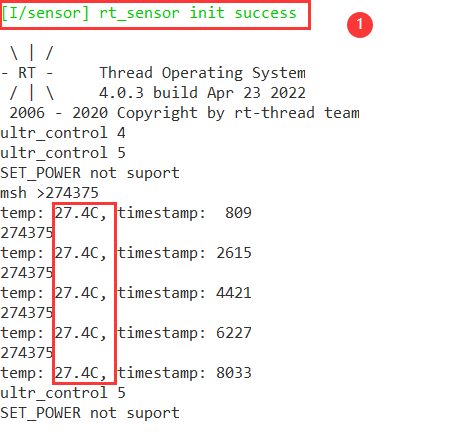 [I/sensor] rt_sensor init success
1
\ | /
- RT -     Thread Operating System
/ | \     4.0.3 build Apr 23 2022
2006 - 2020 Copyright by rt-thread team
ultr_control 4
ultr_control 5
SET_POWER not suport
msh >274375
temp: 27.4C, timestamp:  809
274375
temp: 27.4C, timestamp: 2615
274375
temp: 27.4C, timestamp: 4421
274375
temp: 27.4C, timestamp: 6227
274375
temp: 27.4C, timestamp: 8033
ultr_control 5
SET_POWER not suport